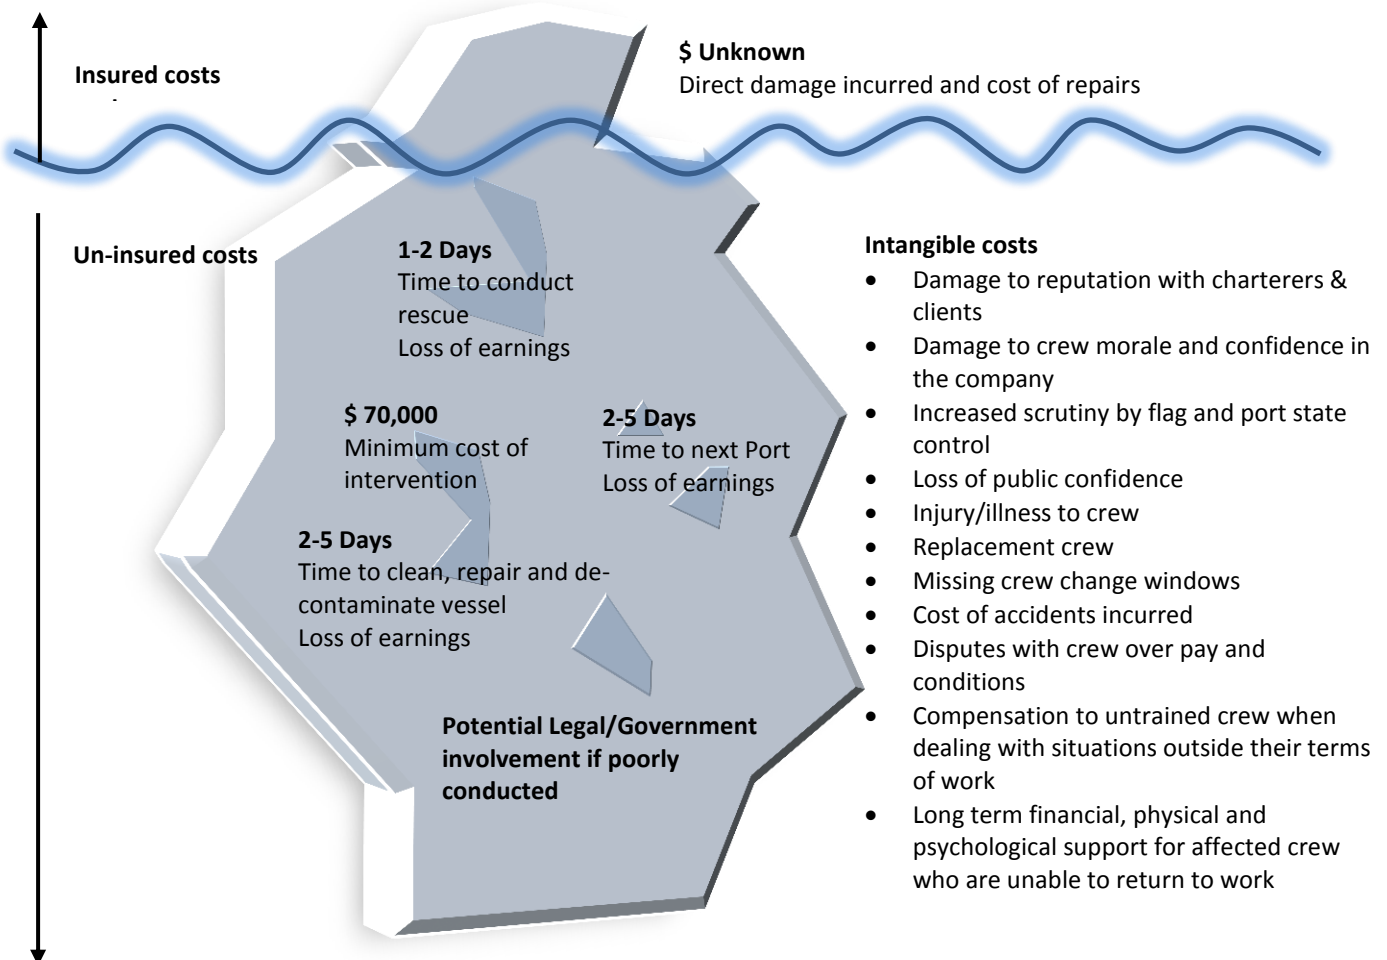 Insured costs
$ Unknown
Direct damage incurred and cost of repairs
Un-insured costs
1-2 Days
Time to conduct
rescue
Loss of earnings
$ 70,000
Minimum cost of
intervention
2-5 Days
Time to next Port
Loss of earnings
2-5 Days
Time to clean, repair and de-
contaminate vessel
Loss of earnings
Potential Legal/Government
involvement if poorly
conducted
Intangible costs
• Damage to reputation with charterers &
clients
• Damage to crew morale and confidence in
the company
• Increased scrutiny by flag and port state
control
• Loss of public confidence
• Injury/illness to crew
• Replacement crew
• Missing crew change windows
• Cost of accidents incurred
• Disputes with crew over pay and
conditions
• Compensation to untrained crew when
dealing with situations outside their terms
of work
• Long term financial, physical and
psychological support for affected crew
who are unable to return to work